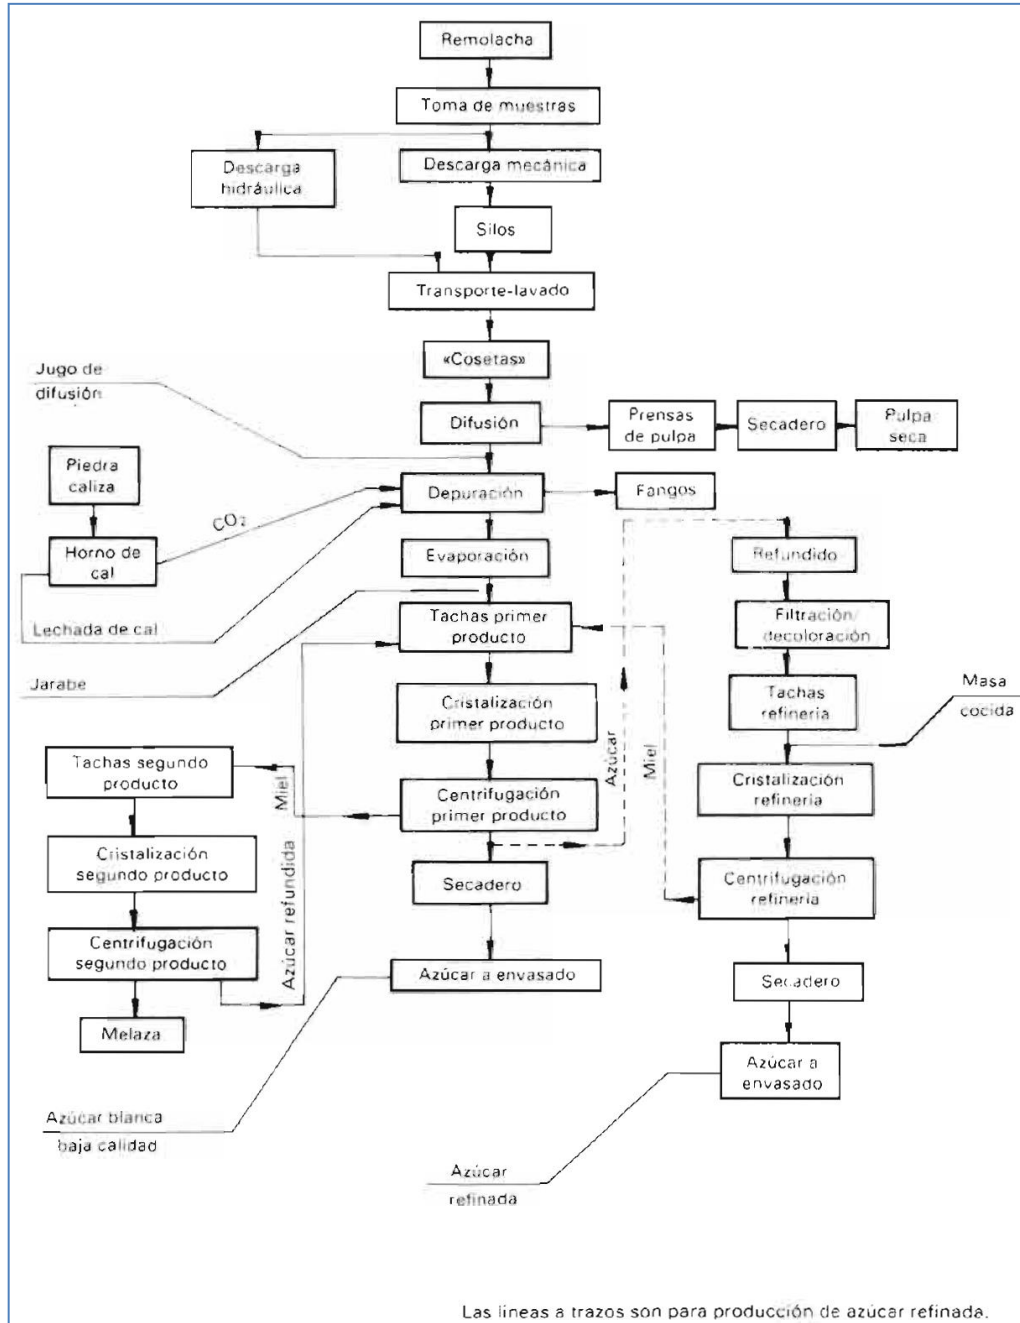 Remolacha
Toma de muestras
Descarga
hidráulica
Descarga mecánica
Silos
Transporte-lavado
«Cosetas»
Jugo de
difusión
Difusión
Prensas
de pulpa
Secadero
Pulpa
seca
Piedra
caliza
Depuración
Fangos
CO2
Horno de
cal
Evaporación
Refundido
Lechada de cal
Tachas primer
producto
Filtración/
decoloración
Jarabe
Cristalización
primer producto
Tachas
refinería
Masa
cocida
Tachas segundo
producto
Miel
Azúcar
Miel
Centrifugación
primer producto
Cristalización
refinería
Cristalización
segundo producto
Azúcar refundida
Secadero
Centrifugación
refinería
Centrifugación
segundo producto
Azúcar a envasado
Secadero
Melaza
Azúcar a
envasado
Azúcar blanca
baja calidad
Azúcar
refinada
Las lineas a trazos son para producción de azúcar refinada.